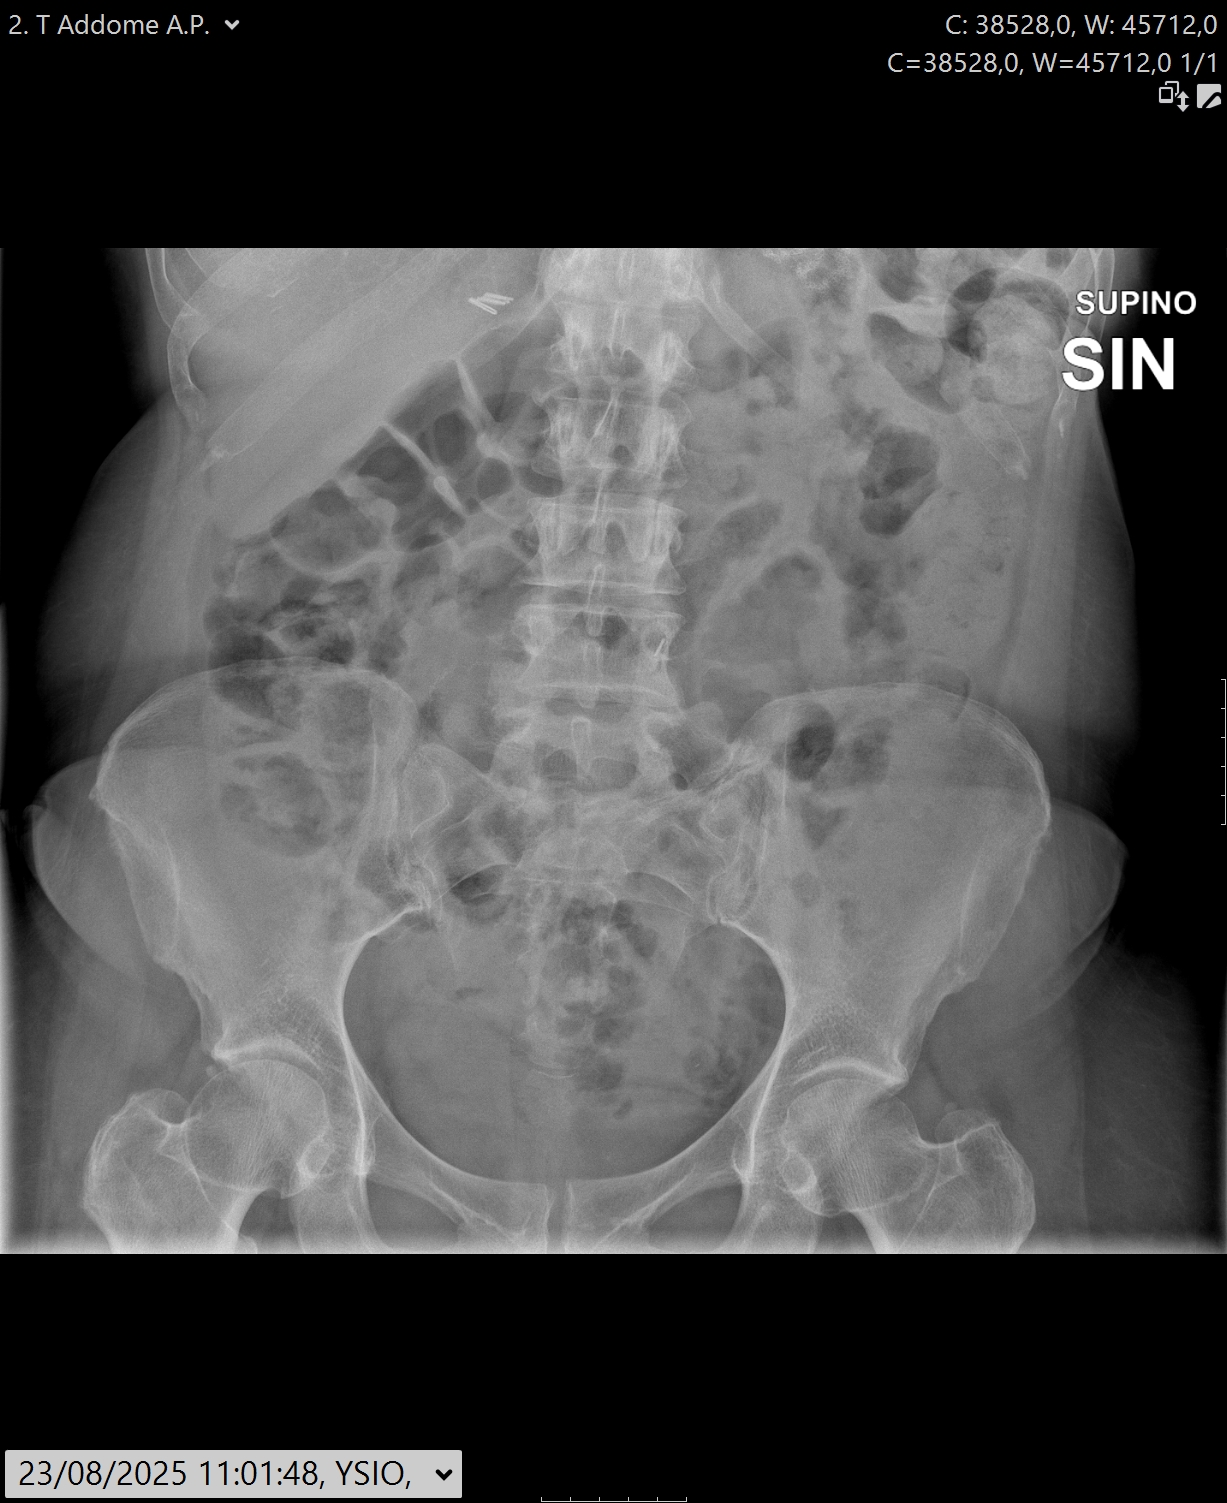 2. T Addome A.P.
C: 38528,0, W: 45712,0
C=38528,0, W=45712,0 1/1
SUPINO
SIN
23/08/2025 11:01:48, YSIO,